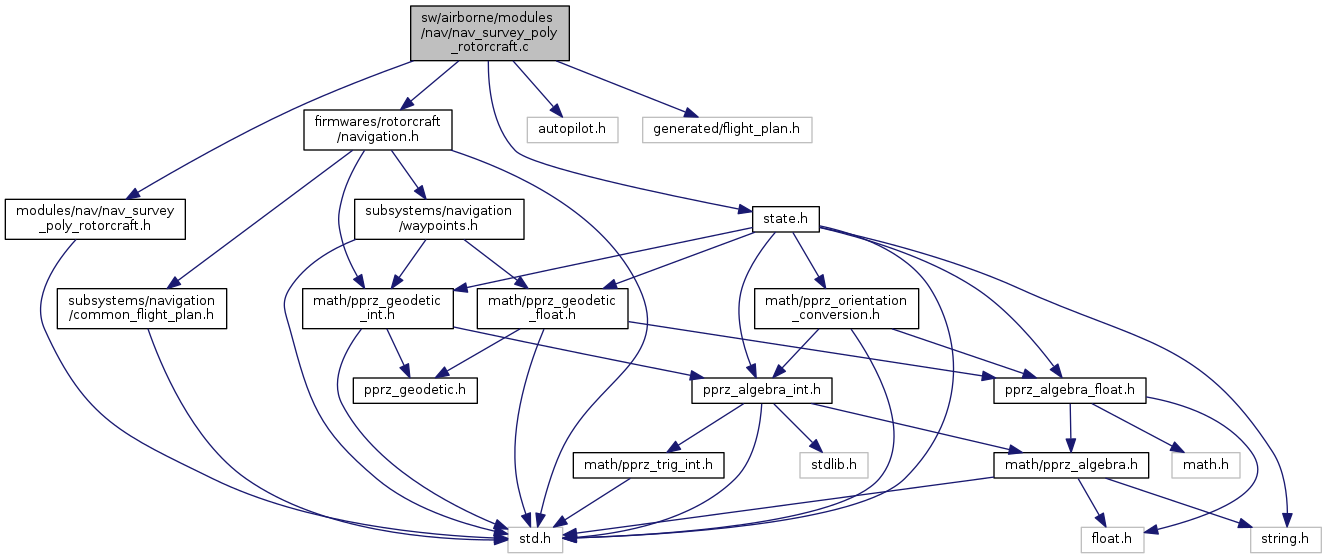 sw/airborne/modules
/nav/nav_survey_poly
_rotorcraft.c
firmwares/rotorcraft
/navigation.h
autopilot.h
generated/flight_plan.h
modules/nav/nav_survey
_poly_rotorcraft.h
subsystems/navigation
/waypoints.h
state.h
subsystems/navigation
/common_flight_plan.h
math/pprz_geodetic
_int.h
math/pprz_geodetic
_float.h
math/pprz_orientation
_conversion.h
pprz_geodetic.h
pprz_algebra_int.h
pprz_algebra_float.h
math/pprz_trig_int.h
stdlib.h
math/pprz_algebra.h
math.h
std.h
float.h
string.h